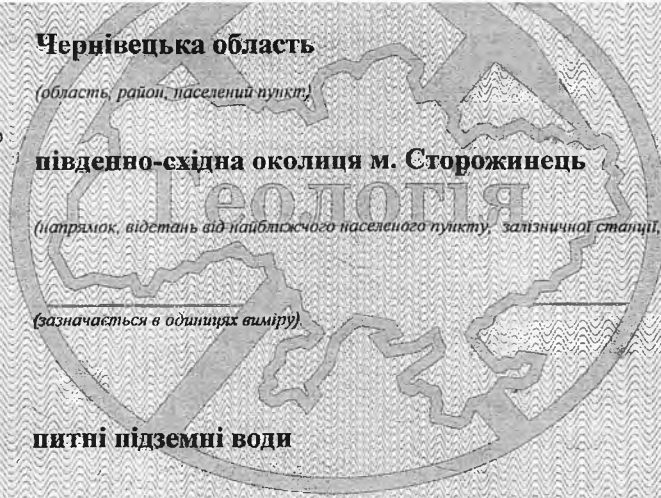 Чернівецька область
(область, район, населений пункт)
південно-східна околиця м. Сторожинець
Геологія
(напрямок, відстань від найближчого населеного пункту, залізничної станції,
(зазначається в одиницях виміру)
питні підземні води